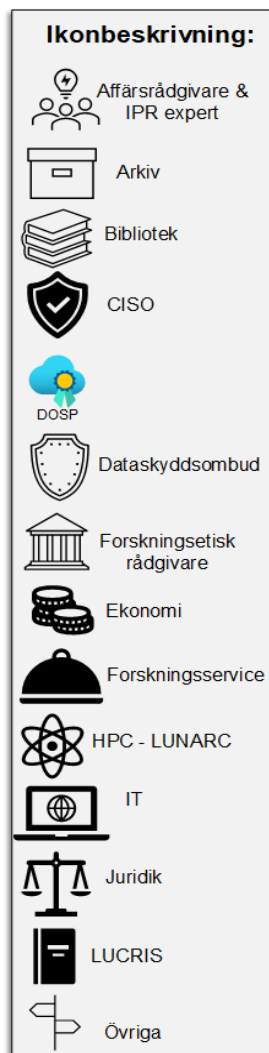 Ikonbeskrivning:
Affärsrådgivare &
IPR expert
Arkiv
Bibliotek
CISO
DOSP
Dataskyddsombud
Forskningsetisk
rådgivare
Ekonomi
Forskningsservice
HPC - LUNARC
IT
Juridik
LUCRIS
Övriga